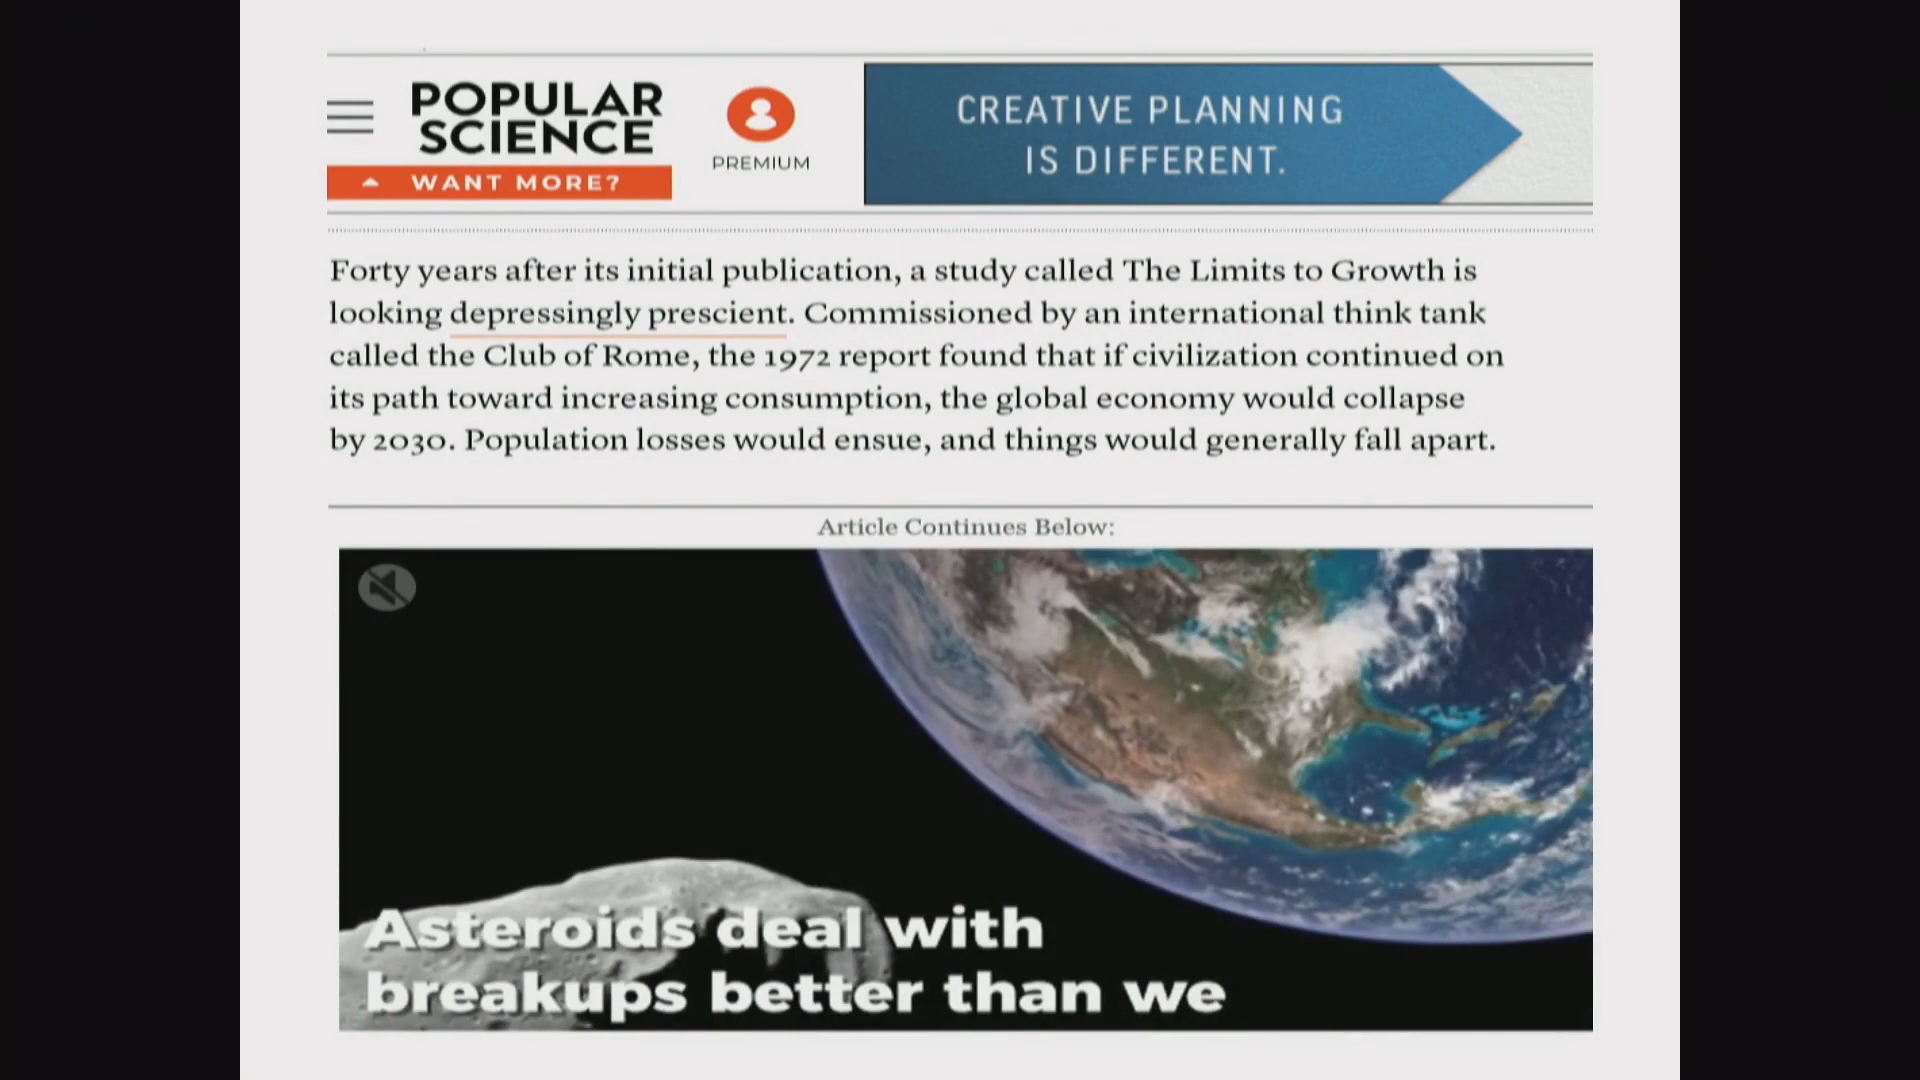 POPULAR
SCIENCE
WANT MORE?
PREMIUM
CREATIVE PLANNING
IS DIFFERENT.
Forty years after its initial publication, a study called The Limits to Growth is
looking depressingly prescient. Commissioned by an international think tank
called the Club of Rome, the 1972 report found that if civilization continued on
its path toward increasing consumption, the global economy would collapse
by 2030. Population losses would ensue, and things would generally fall apart.
Article Continues Below:
Asteroids deal with
breakups better than we